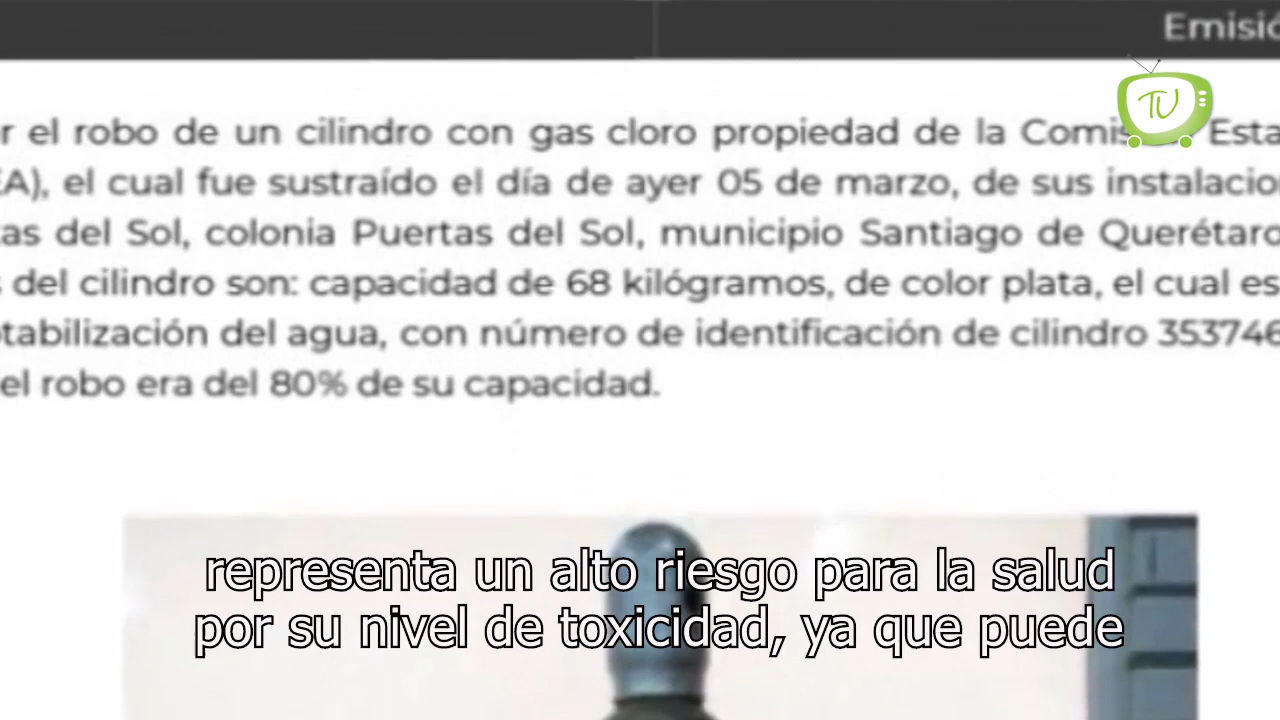 Emisió
TV
r el robo de un cilindro con gas cloro propiedad de la Comis Esta
EA), el cual fue sustraído el día de ayer 05 de marzo, de sus instalacio
as del Sol, colonia Puertas del Sol, municipio Santiago de Querétaro
s del cilindro son: capacidad de 68 kilógramos, de color plata, el cual es
tabilización del agua, con número de identificación de cilindro 353746
el robo era del 80% de su capacidad.
representa un alto riesgo para la salud
por su nivel de toxicidad, ya que puede